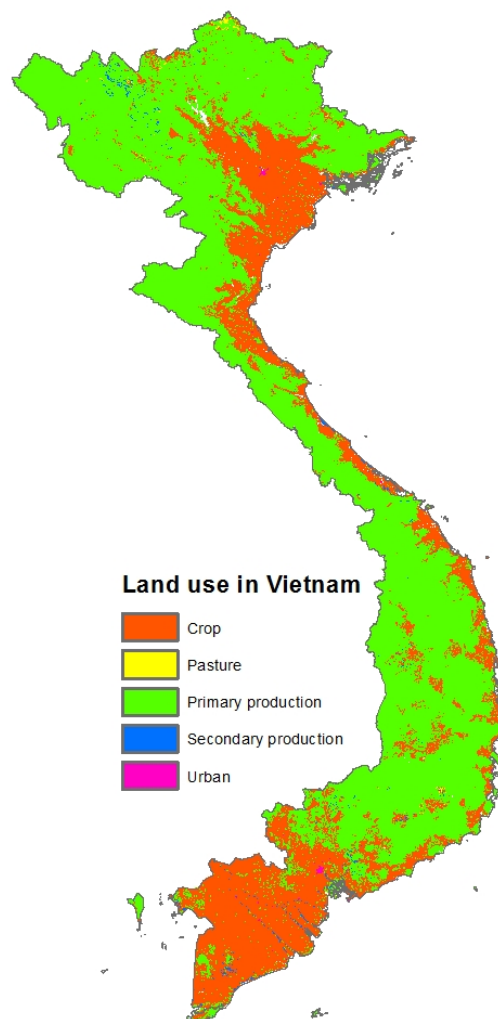 Land use in Vietnam
Crop
Pasture
Primary production
Secondary production
Urban